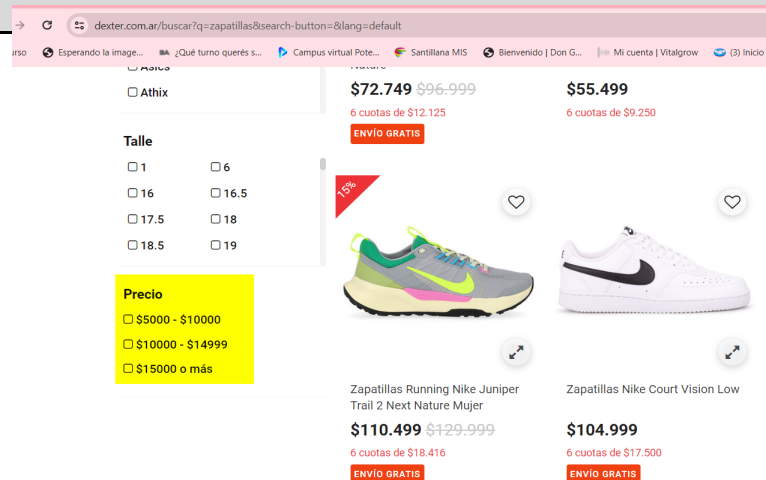 dexter.com.ar/buscar?q=zapatillas&search-button=&lang=default
urso
Esperando la image...
¿Qué turno querés s...
Campus virtual Pote...
Santillana MIS
Bienvenido | Don G...
Mi cuenta | Vitalgrow
(3) Inicio
Asics
Athix
Talle
1
6
16
16.5
17.5
18
18.5
19
Precio
$5000 - $10000
$10000 - $14999
$15000 o más
Nature
$72.749 $96.999
6 cuotas de $12.125
ENVÍO GRATIS
$55.499
6 cuotas de $9.250
15%
Zapatillas Running Nike Juniper
Trail 2 Next Nature Mujer
$110.499 $129.999
6 cuotas de $18.416
ENVÍO GRATIS
Zapatillas Nike Court Vision Low
$104.999
6 cuotas de $17.500
ENVÍO GRATIS